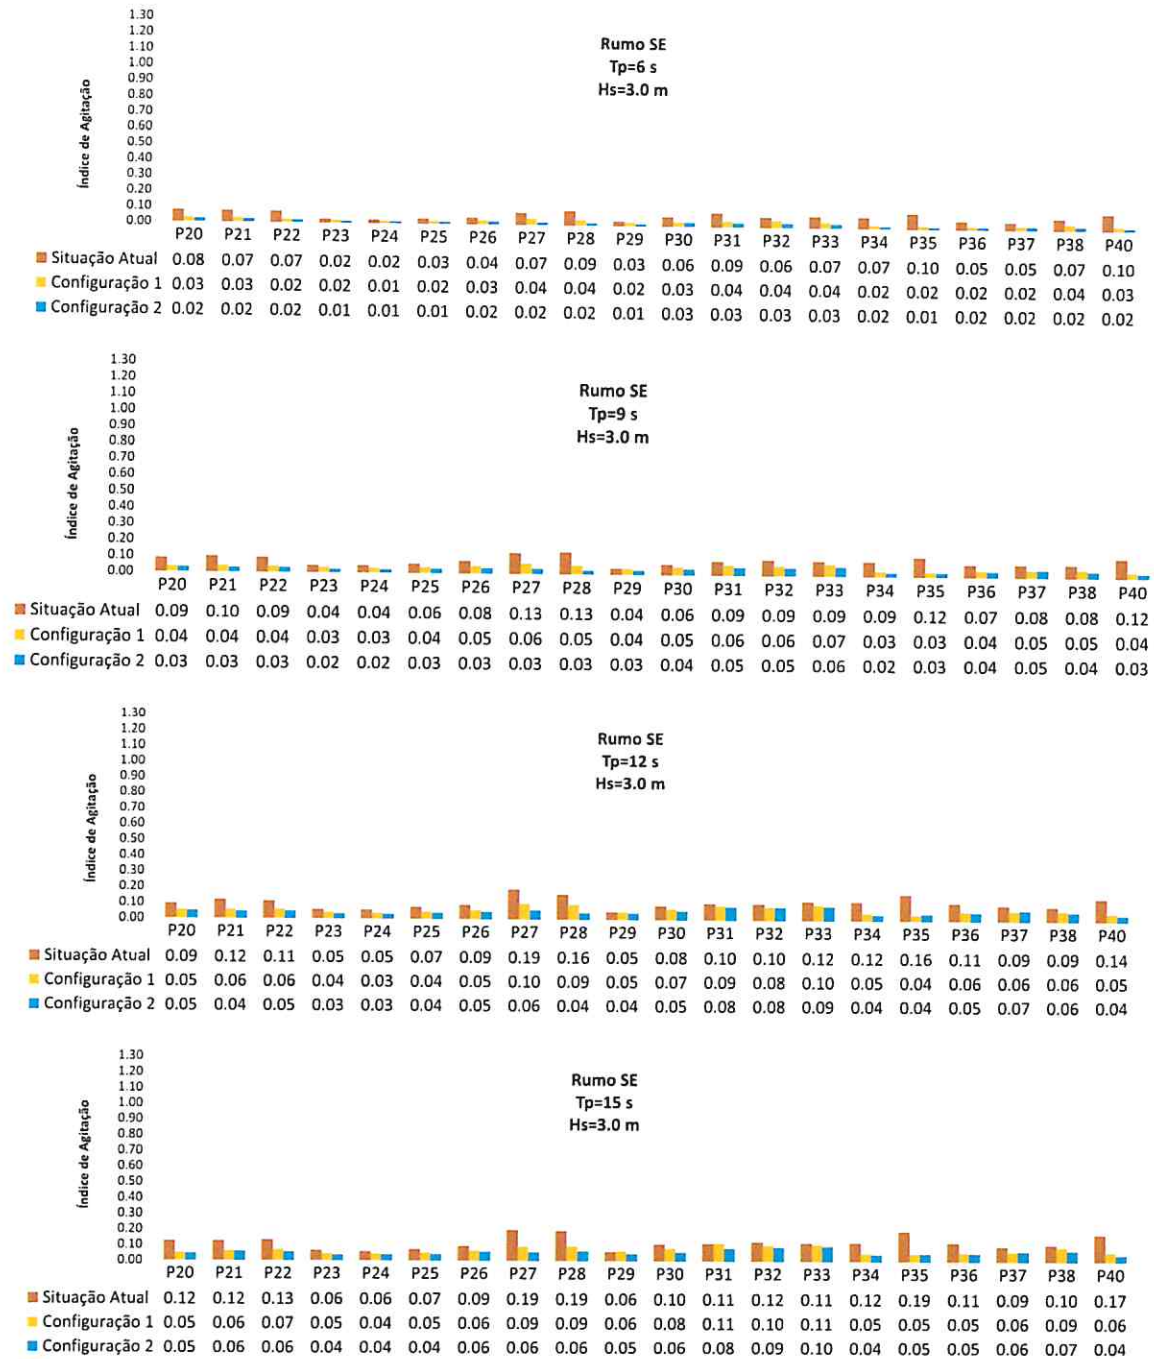 1.30
1.20
1.10
1.00
0.90
0.80
0.70
0.60
0.50
0.40
0.30
0.20
0.10
0.00
Índice de Agitação
Rumo SE
Tp=6 s
Hs=3.0 m
P20 P21 P22 P23 P24 P25 P26 P27 P28 P29 P30 P31 P32 P33 P34 P35 P36 P37 P38 P40
Situação Atual 0.08 0.07 0.07 0.02 0.02 0.03 0.04 0.07 0.09 0.03 0.06 0.09 0.06 0.07 0.07 0.10 0.05 0.05 0.07 0.10
Configuração 1 0.03 0.03 0.02 0.02 0.01 0.02 0.03 0.04 0.04 0.02 0.03 0.04 0.04 0.04 0.02 0.02 0.02 0.02 0.04 0.03
Configuração 2 0.02 0.02 0.02 0.01 0.01 0.01 0.02 0.02 0.02 0.01 0.03 0.03 0.03 0.03 0.02 0.01 0.02 0.02 0.02 0.02
1.30
1.20
1.10
1.00
0.90
0.80
0.70
0.60
0.50
0.40
0.30
0.20
0.10
0.00
Índice de Agitação
Rumo SE
Tp=9 s
Hs=3.0 m
P20 P21 P22 P23 P24 P25 P26 P27 P28 P29 P30 P31 P32 P33 P34 P35 P36 P37 P38 P40
Situação Atual 0.09 0.10 0.09 0.04 0.04 0.06 0.08 0.13 0.13 0.04 0.06 0.09 0.09 0.09 0.09 0.12 0.07 0.08 0.08 0.12
Configuração 1 0.04 0.04 0.04 0.03 0.03 0.04 0.05 0.06 0.05 0.04 0.05 0.06 0.06 0.07 0.03 0.03 0.04 0.05 0.05 0.04
Configuração 2 0.03 0.03 0.03 0.02 0.02 0.03 0.03 0.03 0.03 0.03 0.04 0.05 0.05 0.06 0.02 0.03 0.04 0.05 0.04 0.03
1.30
1.20
1.10
1.00
0.90
0.80
0.70
0.60
0.50
0.40
0.30
0.20
0.10
0.00
Índice de Agitação
Rumo SE
Tp=12 s
Hs=3.0 m
P20 P21 P22 P23 P24 P25 P26 P27 P28 P29 P30 P31 P32 P33 P34 P35 P36 P37 P38 P40
Situação Atual 0.09 0.12 0.11 0.05 0.05 0.07 0.09 0.19 0.16 0.05 0.08 0.10 0.10 0.12 0.12 0.16 0.11 0.09 0.09 0.14
Configuração 1 0.05 0.06 0.06 0.04 0.03 0.04 0.05 0.10 0.09 0.05 0.07 0.09 0.08 0.10 0.05 0.04 0.06 0.06 0.06 0.05
Configuração 2 0.05 0.04 0.05 0.03 0.03 0.04 0.05 0.06 0.04 0.04 0.05 0.08 0.08 0.09 0.04 0.04 0.05 0.07 0.06 0.04
1.30
1.20
1.10
1.00
0.90
0.80
0.70
0.60
0.50
0.40
0.30
0.20
0.10
0.00
Índice de Agitação
Rumo SE
Tp=15 s
Hs=3.0 m
P20 P21 P22 P23 P24 P25 P26 P27 P28 P29 P30 P31 P32 P33 P34 P35 P36 P37 P38 P40
Situação Atual 0.12 0.12 0.13 0.06 0.06 0.07 0.09 0.19 0.19 0.06 0.10 0.11 0.12 0.11 0.12 0.19 0.11 0.09 0.10 0.17
Configuração 1 0.05 0.06 0.07 0.05 0.04 0.05 0.06 0.09 0.09 0.06 0.08 0.11 0.10 0.11 0.05 0.05 0.05 0.06 0.09 0.06
Configuração 2 0.05 0.06 0.06 0.04 0.04 0.04 0.06 0.06 0.06 0.05 0.06 0.08 0.09 0.10 0.04 0.05 0.05 0.06 0.07 0.04